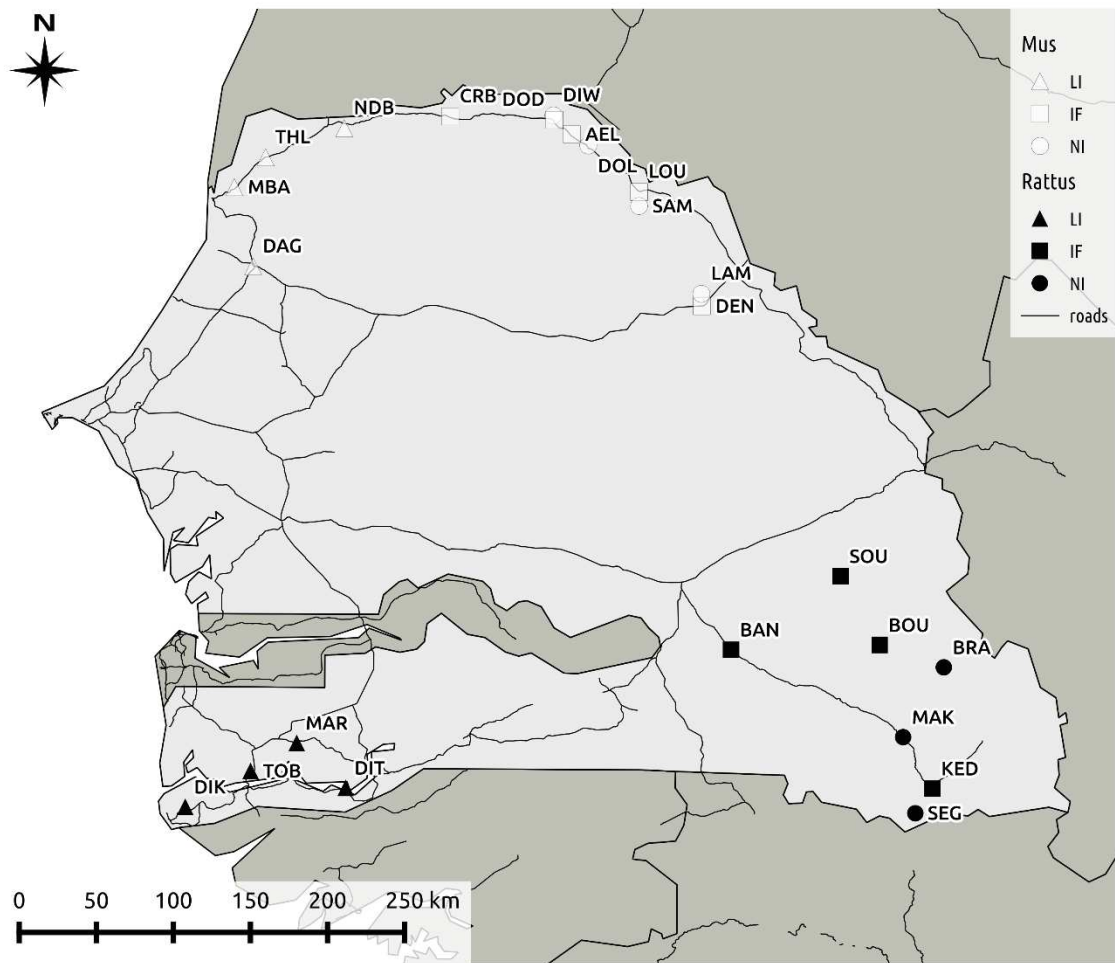 N
Mus
LI
IF
NI
Rattus
LI
IF
NI
roads
NDB
CRB
DOD
DIW
THL
AEL
MBA
DOL
LOU
SAM
DAG
LAM
DEN
SOU
BAN
BOU
BRA
MAR
MAK
DIK
TOB
DIT
KED
SEG
0 50 100 150 200 250 km